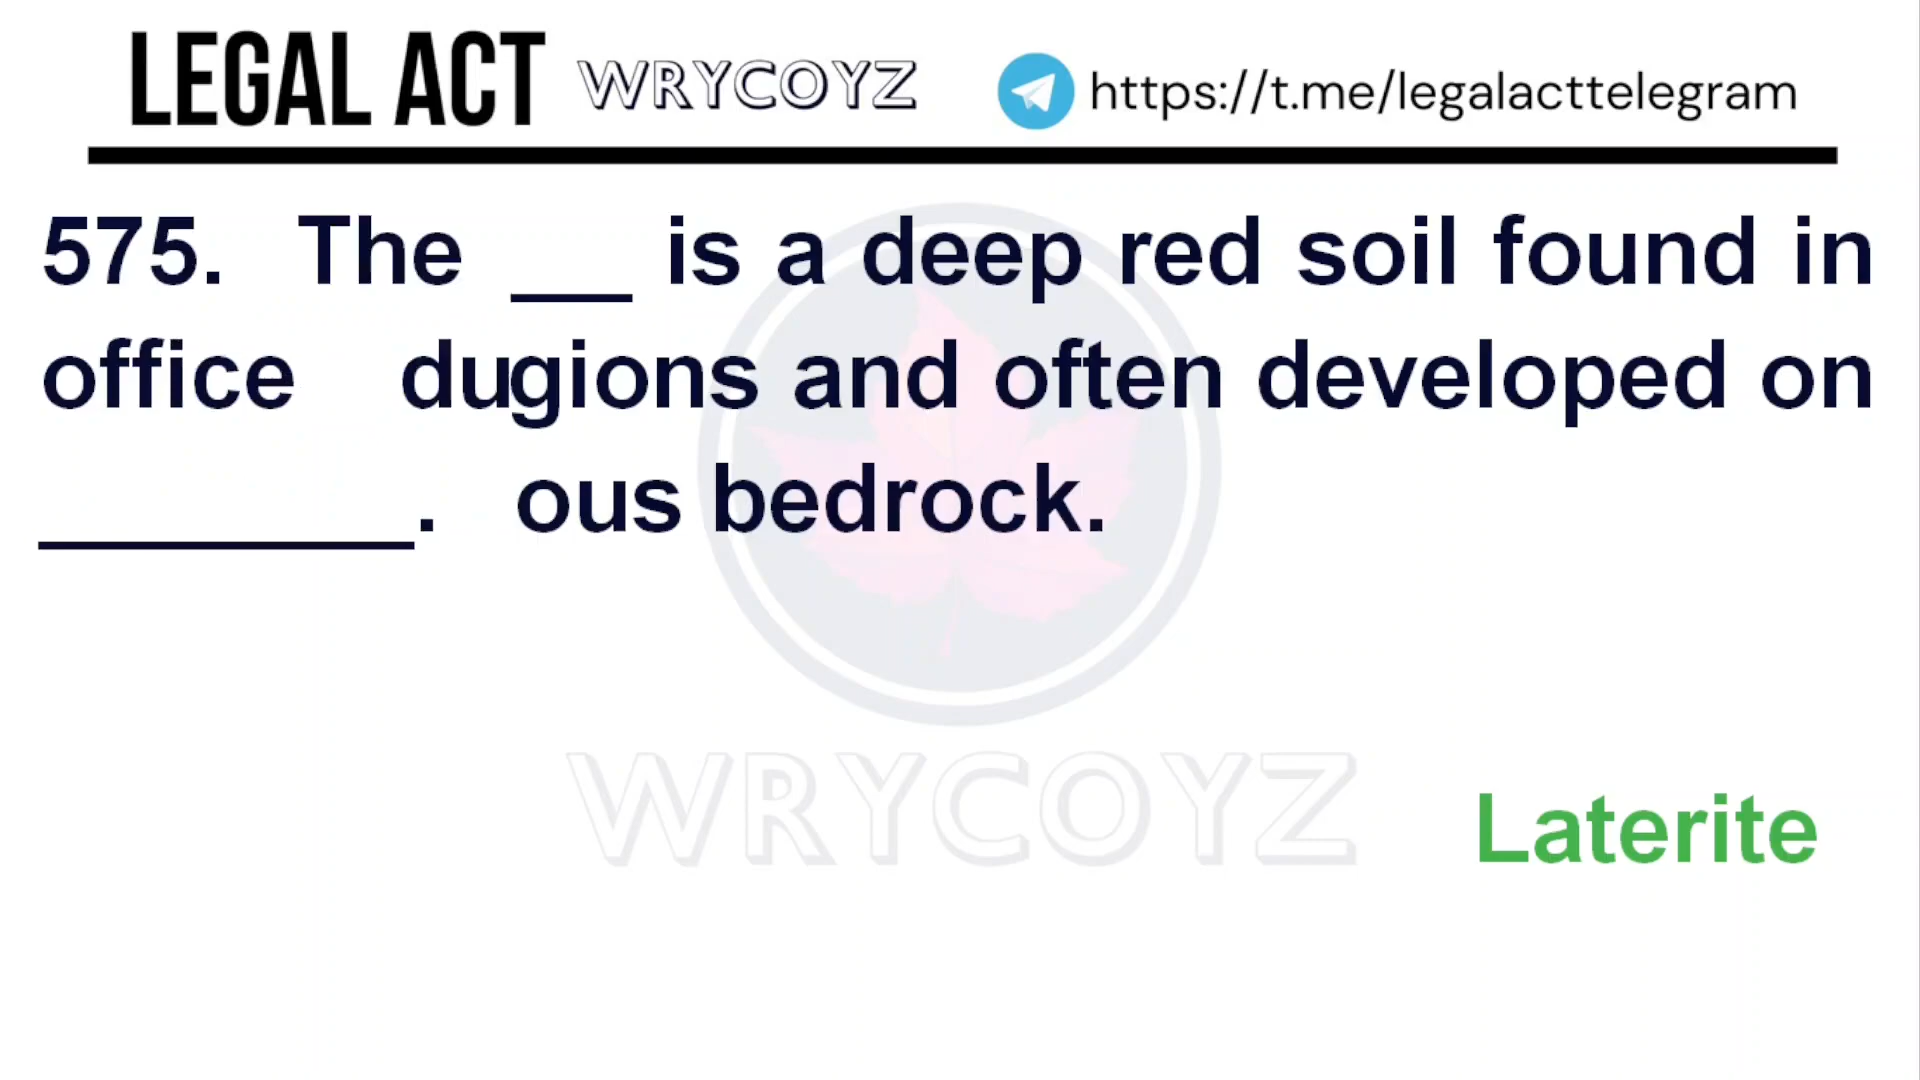 LEGAL ACT WRYCOYZ https://t.me/legalacttelegram
575. The __ is a deep red soil found in
office dugions and often developed on
________. ous bedrock.
WRYCOYZ
Laterite